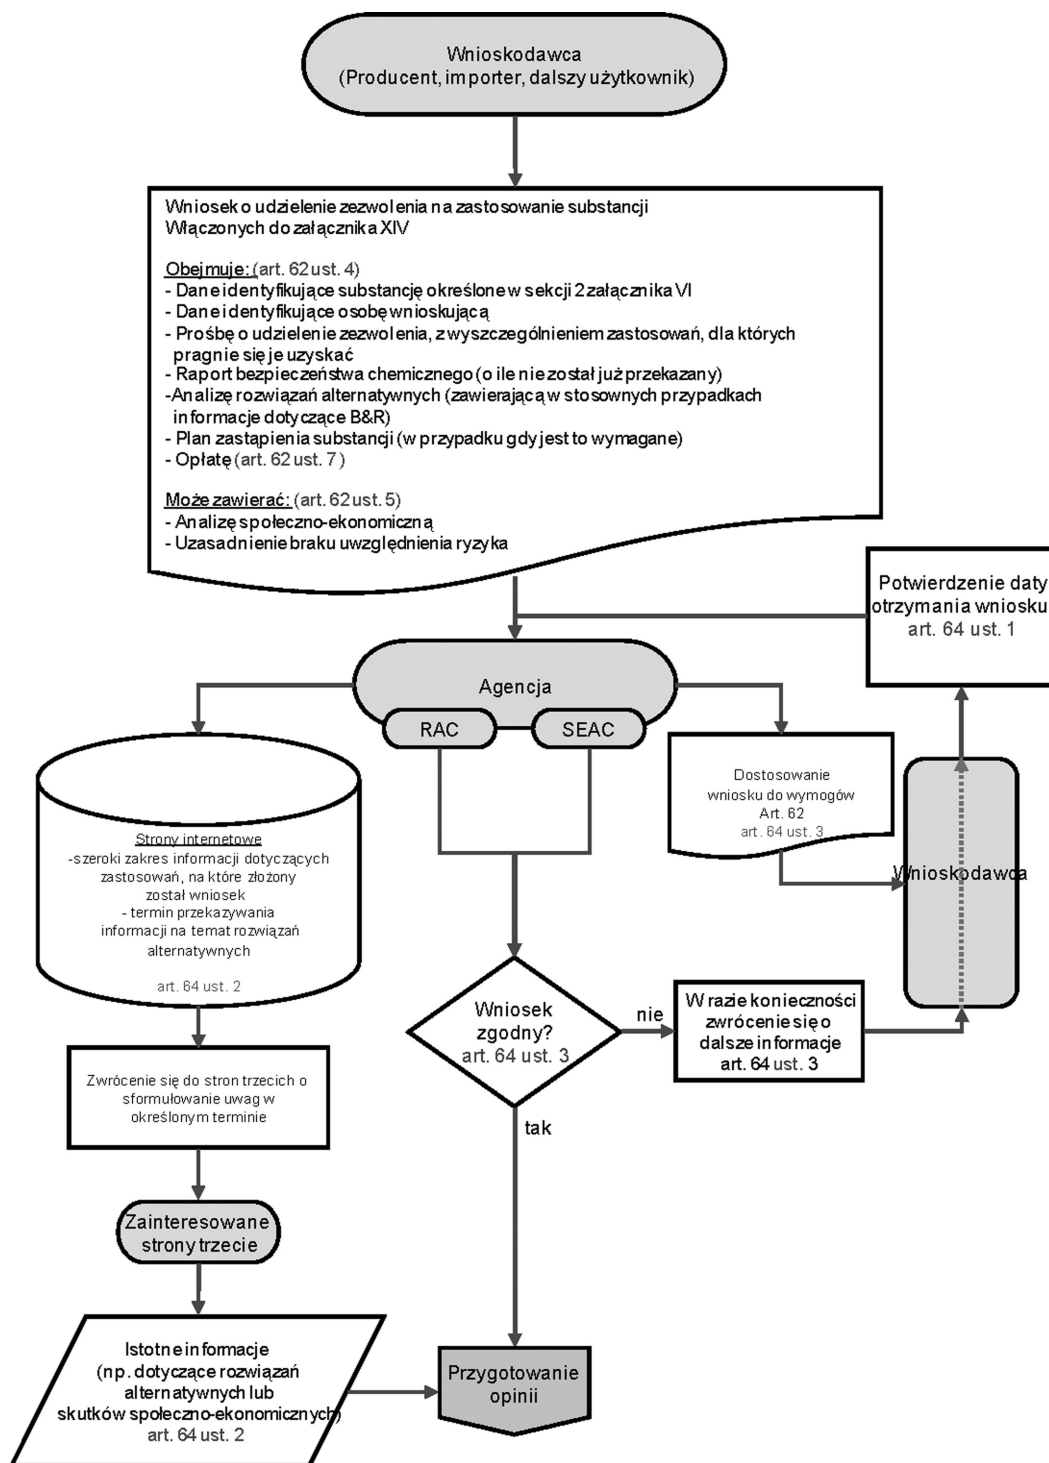 Wnioskodawca
(Producent, importer, dalszy użytkownik)
Wniosek o udzielenie zezwolenia na zastosowanie substancji
Włączonych do załącznika XIV
Obejmuje: (art. 62 ust. 4)
- Dane identyfikujące substancję określone w sekcji 2 załącznika VI
- Dane identyfikujące osobę wnioskującą
- Prośbę o udzielenie zezwolenia, z wyszczególnieniem zastosowań, dla których
pragnie się je uzyskać
- Raport bezpieczeństwa chemicznego (o ile nie został już przekazany)
-Analizę rozwiązań alternatywnych (zawierającą w stosownych przypadkach
informacje dotyczące B&R)
- Plan zastąpienia substancji (w przypadku gdy jest to wymagane)
- Opłatę (art. 62 ust. 7 )
Może zawierać: (art. 62 ust. 5)
- Analizę społeczno-ekonomiczną
- Uzasadnienie braku uwzględnienia ryzyka
Potwierdzenie daty
otrzymania wniosku
art. 64 ust. 1
Agencja
RAC
SEAC
Dostosowanie
wniosku do wymogów
Art. 62
art. 64 ust. 3
Wnioskodawca
Strony internetowe
-szeroki zakres informacji dotyczących
zastosowań, na które złożony
został wniosek
- termin przekazywania
informacji na temat rozwiązań
alternatywnych
art. 64 ust. 2
Wniosek
zgodny?
art. 64 ust. 3
nie
W razie konieczności
zwrócenie się o
dalsze informacje
art. 64 ust. 3
tak
Zwrócenie się do stron trzecich o
sformułowanie uwag w
określonym terminie
Zainteresowane
strony trzecie
Istotne informacje
(np. dotyczące rozwiązań
alternatywnych lub
skutków społeczno-ekonomicznych)
art. 64 ust. 2
Przygotowanie
opinii